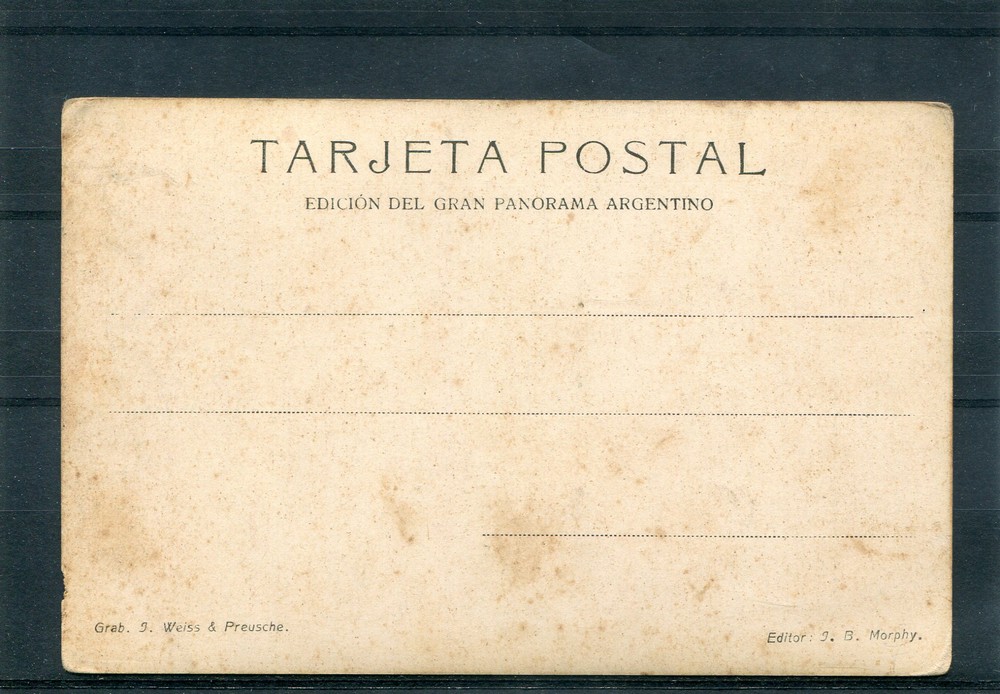 TARJETA POSTAL
EDICIÓN DEL GRAN PANORAMA ARGENTINO
Grab. J. Weiss & Preusche.
Editor: J. B. Morphy.